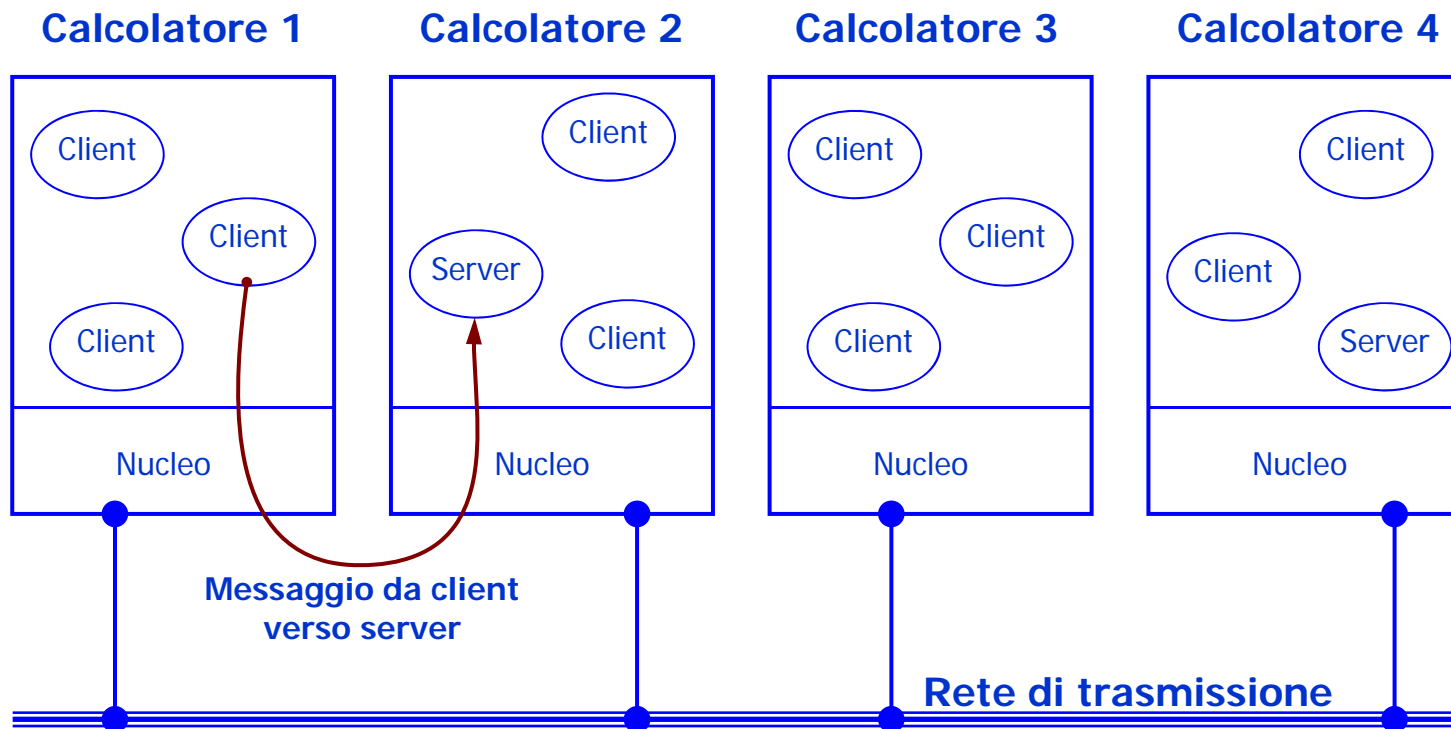 Calcolatore 1
Calcolatore 2
Calcolatore 3
Calcolatore 4
Client
Client
Client
Nucleo
Client
Server
Client
Nucleo
Client
Client
Client
Nucleo
Client
Client
Server
Nucleo
Messaggio da client
verso server
Rete di trasmissione